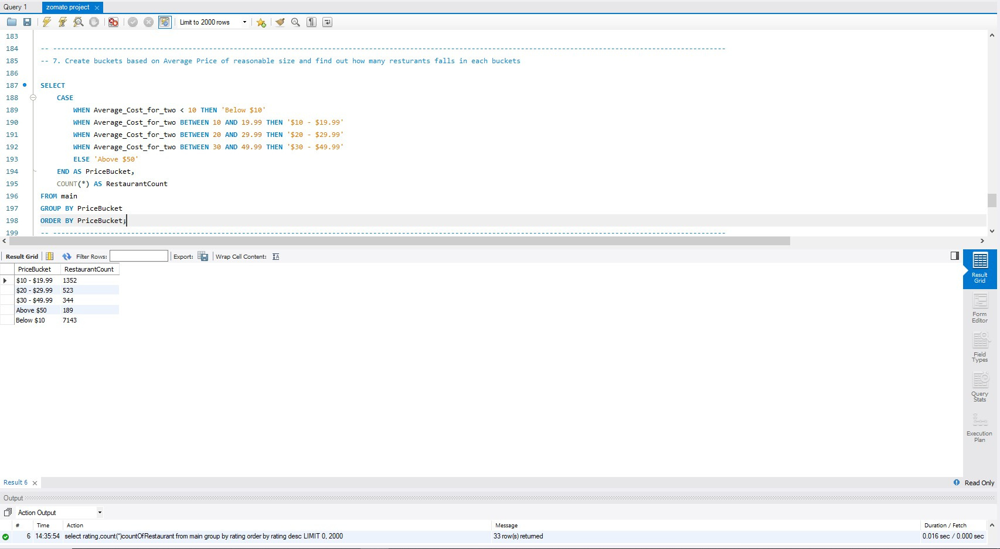 Query 1
zomato project
Limit to 2000 rows
183
184 -- --------------------------------------------------------------------------------------------------------------------------------------------------------------------
185 -- 7. Create buckets based on Average Price of reasonable size and find out how many resturants falls in each buckets
186
187 SELECT
188 CASE
189 WHEN Average_Cost_for_two < 10 THEN 'Below $10'
190 WHEN Average_Cost_for_two BETWEEN 10 AND 19.99 THEN '$10 - $19.99'
191 WHEN Average_Cost_for_two BETWEEN 20 AND 29.99 THEN '$20 - $29.99'
192 WHEN Average_Cost_for_two BETWEEN 30 AND 49.99 THEN '$30 - $49.99'
193 ELSE 'Above $50'
194 END AS PriceBucket,
195 COUNT(*) AS RestaurantCount
196 FROM main
197 GROUP BY PriceBucket
198 ORDER BY PriceBucket;
199 -- --------------------------------------------------------------------------------------------------------------------------------------------------------------------
Result Grid Filter Rows: Export: Wrap Cell Content:
PriceBucket RestaurantCount
$10 - $19.99 1352
$20 - $29.99 523
$30 - $49.99 344
Above $50 189
Below $10 7143
Result
Grid
Form
Editor
Field
Types
Query
Stats
Execution
Plan
Result 6
Read Only
Output
Action Output
# Time Action Message Duration / Fetch
6 14:35:54 select rating,count(*)countOfRestaurant from main group by rating order by rating desc LIMIT 0, 2000 33 row(s) returned 0.016 sec / 0.000 sec